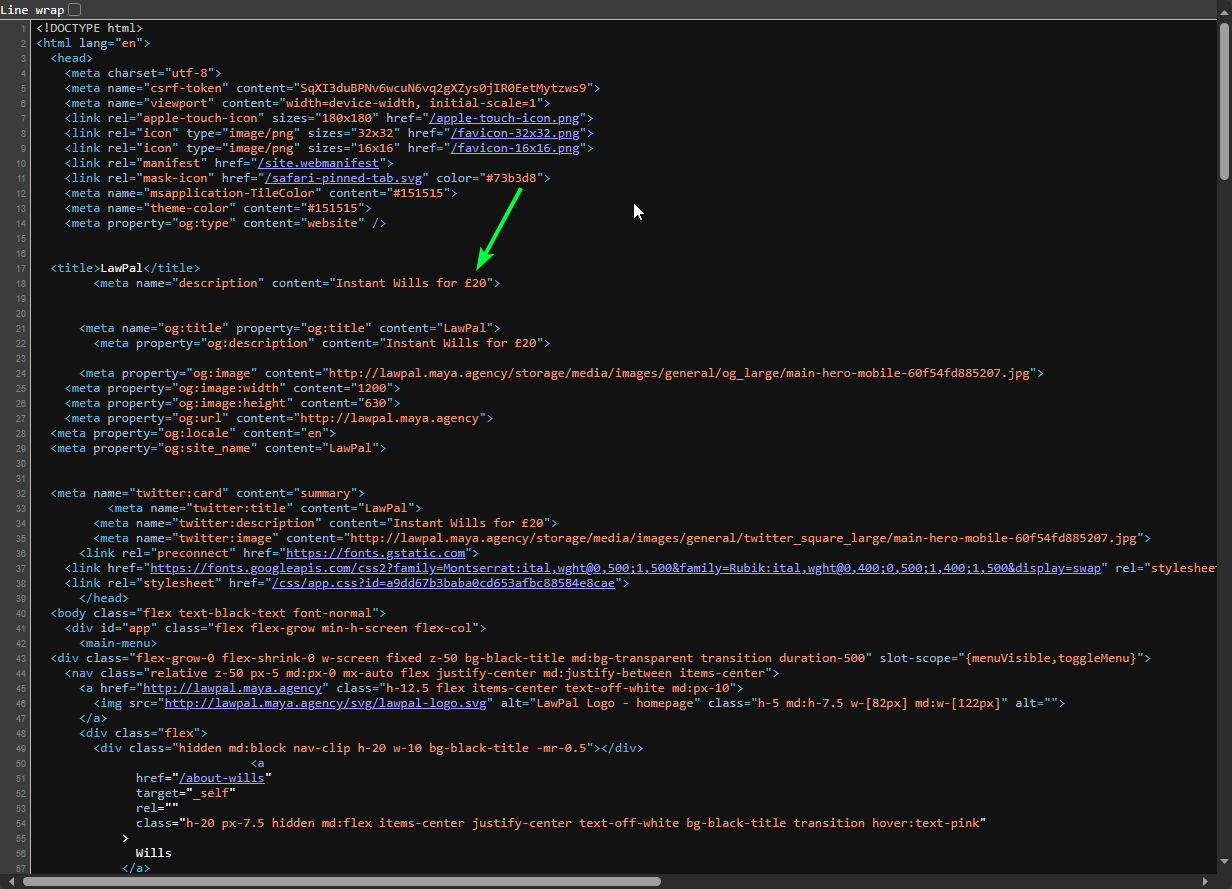 Line wrap
1 <!DOCTYPE html>
2 <html lang="en">
3 <head>
4 <meta charset="utf-8">
5 <meta name="csrf-token" content="SqXI3duBPNv6wcuN6vq2gXZys0jIR0EetMytzws9">
6 <meta name="viewport" content="width=device-width, initial-scale=1">
7 <link rel="apple-touch-icon" sizes="180x180" href="/apple-touch-icon.png">
8 <link rel="icon" type="image/png" sizes="32x32" href="/favicon-32x32.png">
9 <link rel="icon" type="image/png" sizes="16x16" href="/favicon-16x16.png">
10 <link rel="manifest" href="/site.webmanifest">
11 <link rel="mask-icon" href="/safari-pinned-tab.svg" color="#73b3d8">
12 <meta name="msapplication-TileColor" content="#151515">
13 <meta name="theme-color" content="#151515">
14 <meta property="og:type" content="website" />
15
16
17 <title>LawPal</title>
18 <meta name="description" content="Instant Wills for £20">
19
20
21 <meta name="og:title" property="og:title" content="LawPal">
22 <meta property="og:description" content="Instant Wills for £20">
23
24 <meta property="og:image" content="http://lawpal.maya.agency/storage/media/images/general/og_large/main-hero-mobile-60f54fd885207.jpg">
25 <meta property="og:image:width" content="1200">
26 <meta property="og:image:height" content="630">
27 <meta property="og:url" content="http://lawpal.maya.agency">
28 <meta property="og:locale" content="en">
29 <meta property="og:site_name" content="LawPal">
30
31
32 <meta name="twitter:card" content="summary">
33 <meta name="twitter:title" content="LawPal">
34 <meta name="twitter:description" content="Instant Wills for £20">
35 <meta name="twitter:image" content="http://lawpal.maya.agency/storage/media/images/general/twitter_square_large/main-hero-mobile-60f54fd885207.jpg">
36 <link rel="preconnect" href="https://fonts.gstatic.com">
37 <link href="https://fonts.googleapis.com/css2?family=Montserrat:ital,wght@0,500;1,500&family=Rubik:ital,wght@0,400;0,500;1,400;1,500&display=swap" rel="styleshee
38 <link rel="stylesheet" href="/css/app.css?id=a9dd67b3baba0cd653afbc88584e8cae">
39 </head>
40 <body class="flex text-black-text font-normal">
41 <div id="app" class="flex flex-grow min-h-screen flex-col">
42 <main-menu>
43 <div class="flex-grow-0 flex-shrink-0 w-screen fixed z-50 bg-black-title md:bg-transparent transition duration-500" slot-scope="{menuVisible,toggleMenu}">
44 <nav class="relative z-50 px-5 md:px-0 mx-auto flex justify-center md:justify-between items-center">
45 <a href="http://lawpal.maya.agency" class="h-12.5 flex items-center text-off-white md:px-10">
46 <img src="http://lawpal.maya.agency/svg/lawpal-logo.svg" alt="LawPal Logo - homepage" class="h-5 md:h-7.5 w-[82px] md:w-[122px]" alt="">
47 </a>
48 <div class="flex">
49 <div class="hidden md:block nav-clip h-20 w-10 bg-black-title -mr-0.5"></div>
50 <a
51 href="/about-wills"
52 target="_self"
53 rel=""
54 class="h-20 px-7.5 hidden md:flex items-center justify-center text-off-white bg-black-title transition hover:text-pink"
55 >
56 Wills
57 </a>